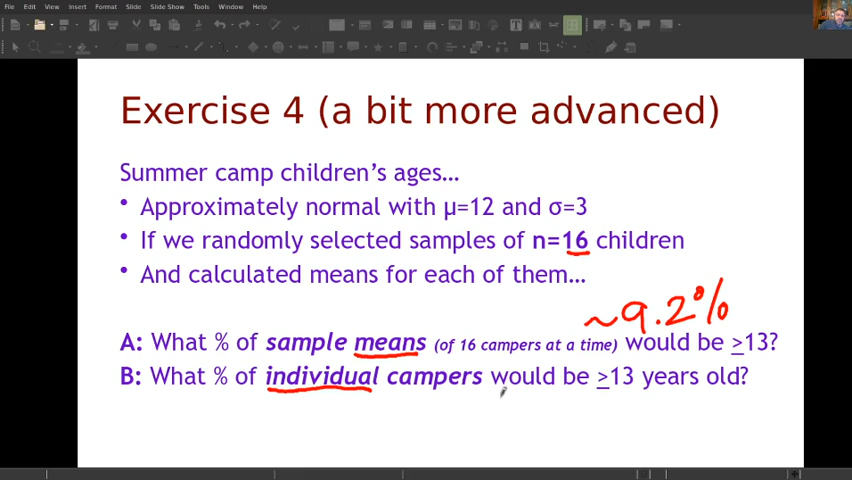 File Edit View Insert Format Slide Slide Show Tools Window Help
Exercise 4 (a bit more advanced)
Summer camp children's ages…
• Approximately normal with μ=12 and σ=3
• If we randomly selected samples of n=16 children
• And calculated means for each of them…
~9.2%
A: What % of sample means (of 16 campers at a time) would be ≥13?
B: What % of individual campers would be ≥13 years old?